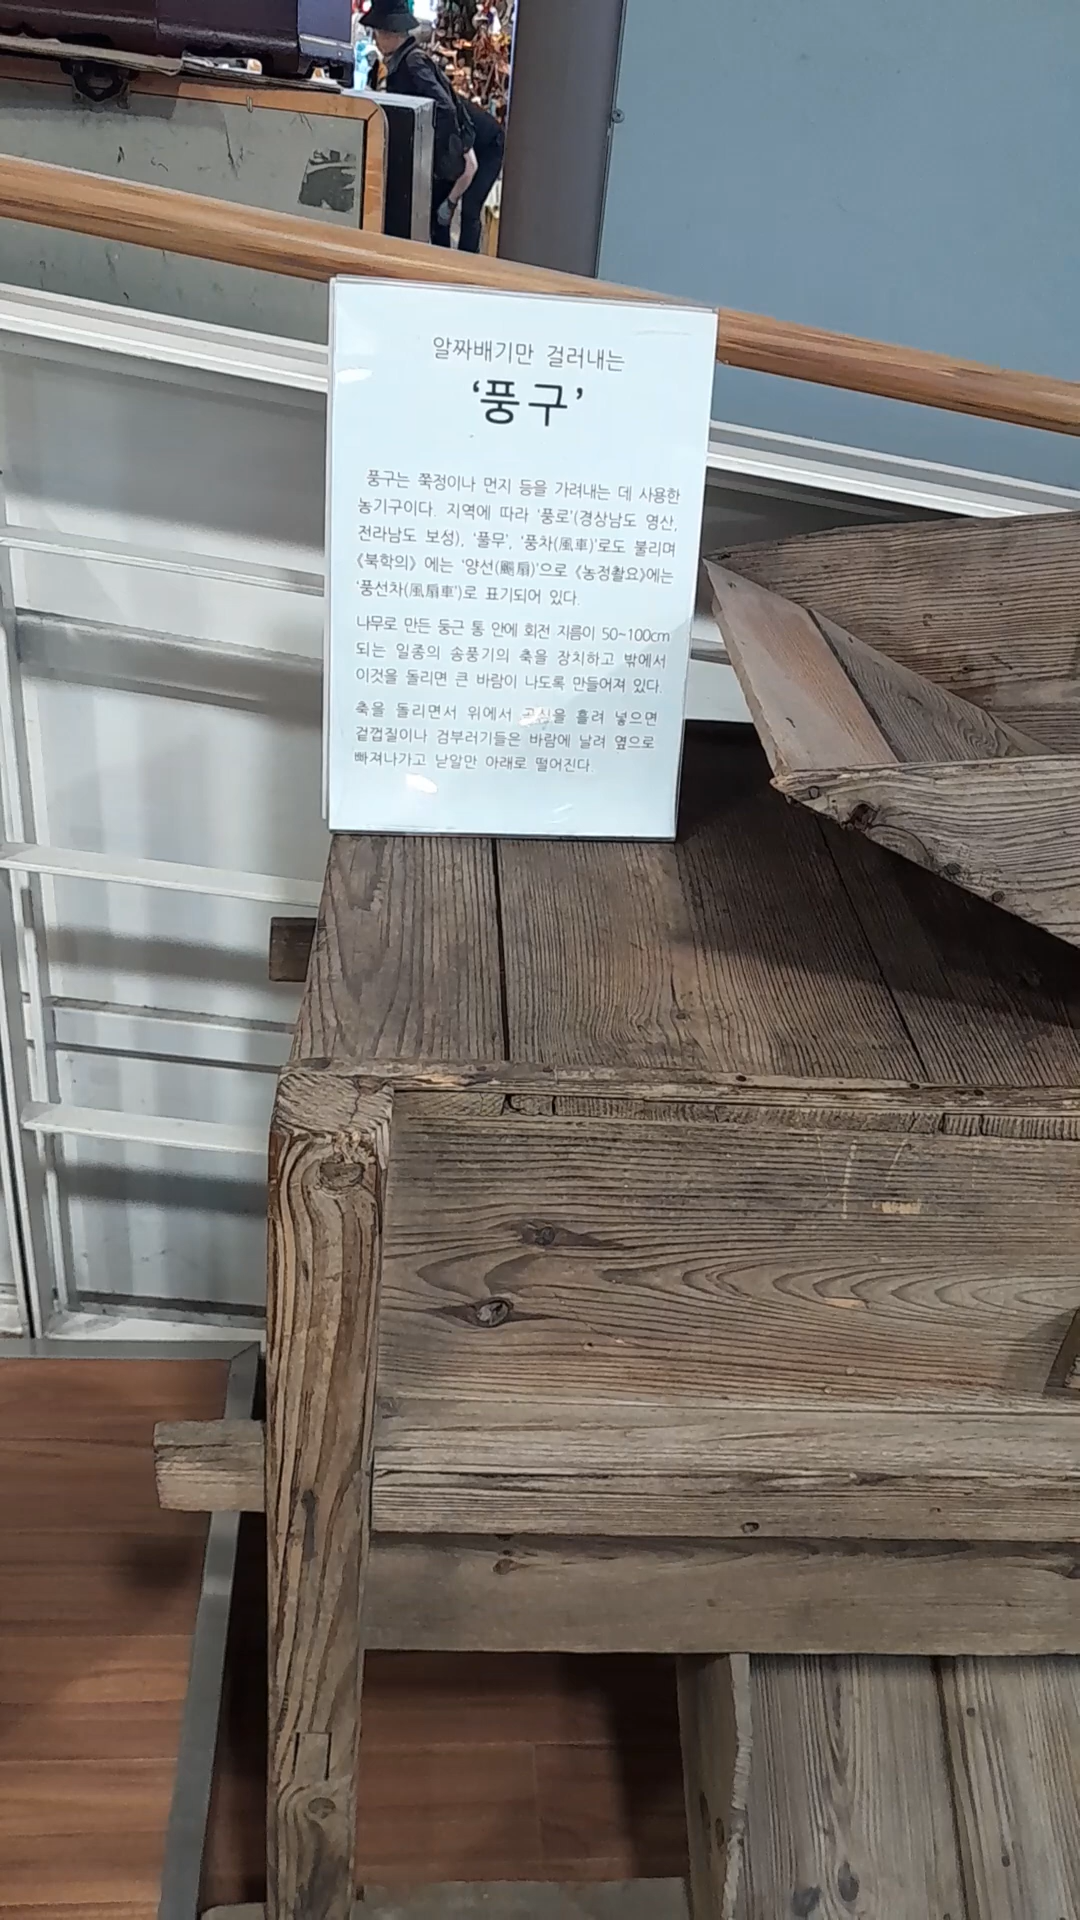 알짜배기만 걸러내는
‘풍구’
풍구는 쭉정이나 먼지 등을 가려내는 데 사용한
농기구이다. 지역에 따라 ‘풍로’(경상남도 영산,
전라남도 보성), ‘풀무’, ‘풍차(風車)’로도 불리며
《북학의》에는 ‘양선(颺扇)’으로 《농정촬요》에는
‘풍선차(風扇車’)로 표기되어 있다.
나무로 만든 둥근 통 안에 회전 지름이 50~100cm
되는 일종의 송풍기의 축을 장치하고 밖에서
이것을 돌리면 큰 바람이 나도록 만들어져 있다.
축을 돌리면서 위에서 곡식을 흘려 넣으면
겉껍질이나 검부러기들은 바람에 날려 옆으로
빠져나가고 낟알만 아래로 떨어진다.